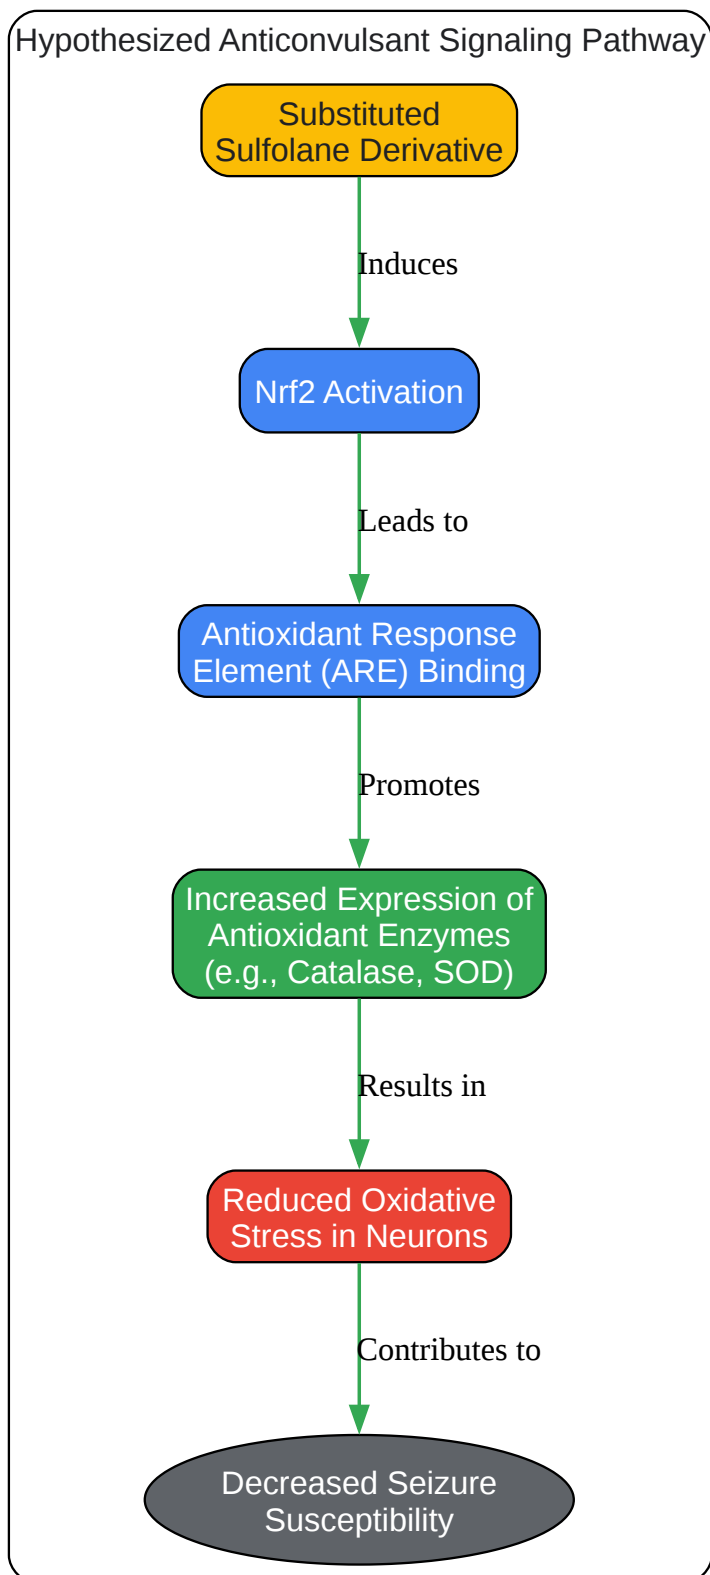 Hypothesized Anticonvulsant Signaling Pathway
Substituted
Sulfolane Derivative
Induces
Nrf2 Activation
Leads to
Antioxidant Response
Element (ARE) Binding
Promotes
Increased Expression of
Antioxidant Enzymes
(e.g., Catalase, SOD)
Results in
Reduced Oxidative
Stress in Neurons
Contributes to
Decreased Seizure
Susceptibility